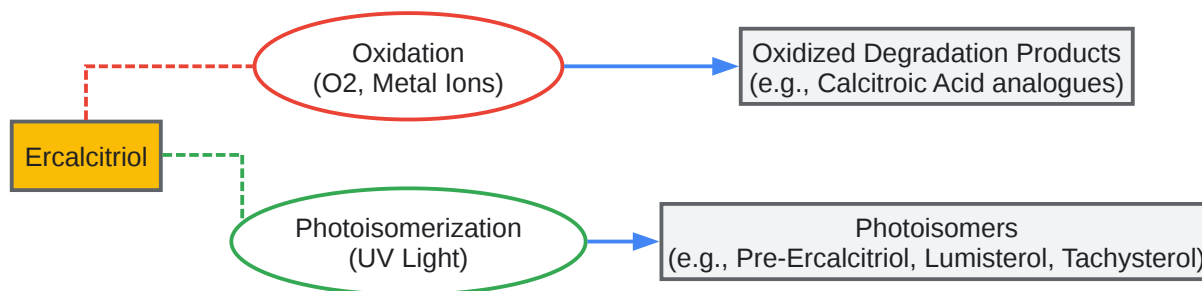 Oxidation
(O2, Metal Ions)
Oxidized Degradation Products
(e.g., Calcitroic Acid analogues)
Ercalcitriol
Photoisomerization
(UV Light)
Photoisomers
(e.g., Pre-Ercalcitriol, Lumisterol, Tachysterol)